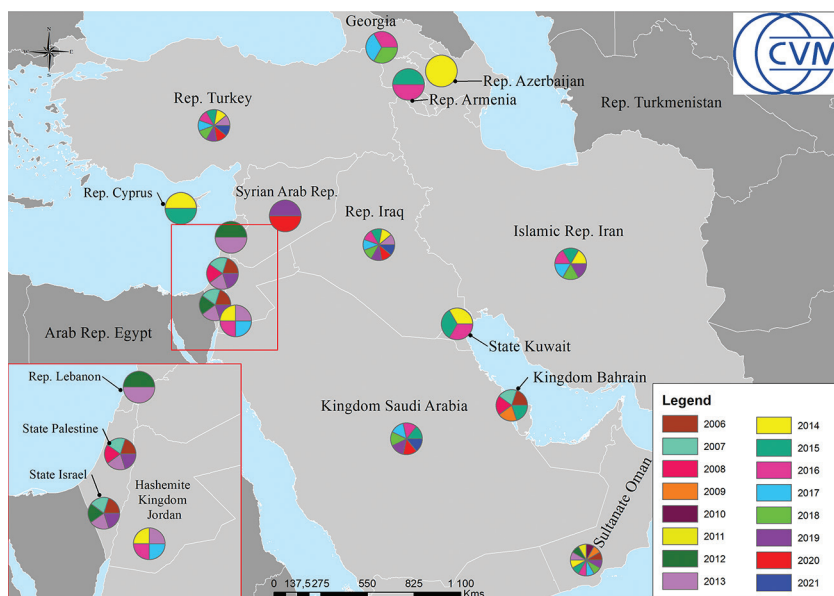 Georgia
CVM
Rep. Azerbaijan
Rep. Armenia
Rep. Turkmenistan
Rep. Turkey
Rep. Cyprus
Syrian Arab Rep.
Rep. Iraq
Islamic Rep. Iran
Arab Rep. Egypt
State Kuwait
Kingdom Bahrain
Rep. Lebanon
State Palestine
State Israel
Hashemite
Kingdom
Jordan
Kingdom Saudi Arabia
Sultanate Oman
0 137,5 275 550 825 1 100
Kms
Legend
2006
2007
2008
2009
2010
2011
2012
2013
2014
2015
2016
2017
2018
2019
2020
2021